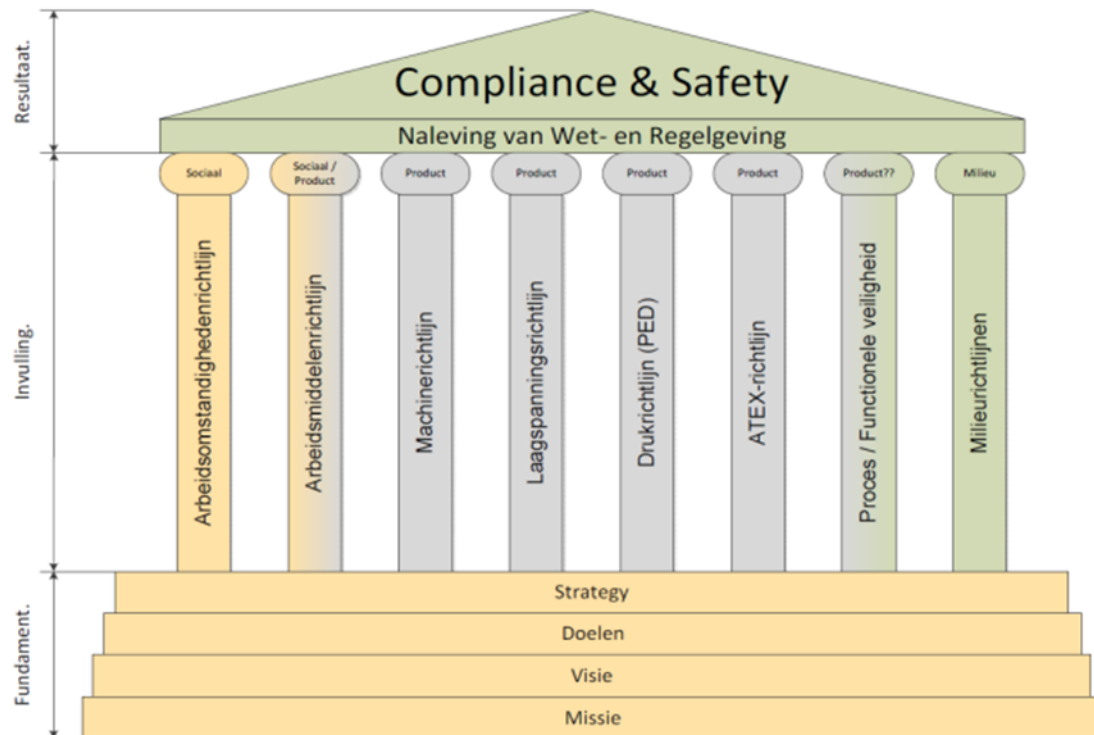 Resultaat.
Compliance & Safety
Naleving van Wet- en Regelgeving
Invulling.
Sociaal
Sociaal /
Product
Product
Product
Product
Product
Product??
Milieu
Arbeidsomstandighedenrichtlijn
Arbeidsmiddelenrichtlijn
Machinerichtlijn
Laagspanningsrichtlijn
Drukrichtlijn (PED)
ATEX-richtlijn
Proces / Functionele veiligheid
Milieurichtlijnen
Fundament.
Strategy
Doelen
Visie
Missie